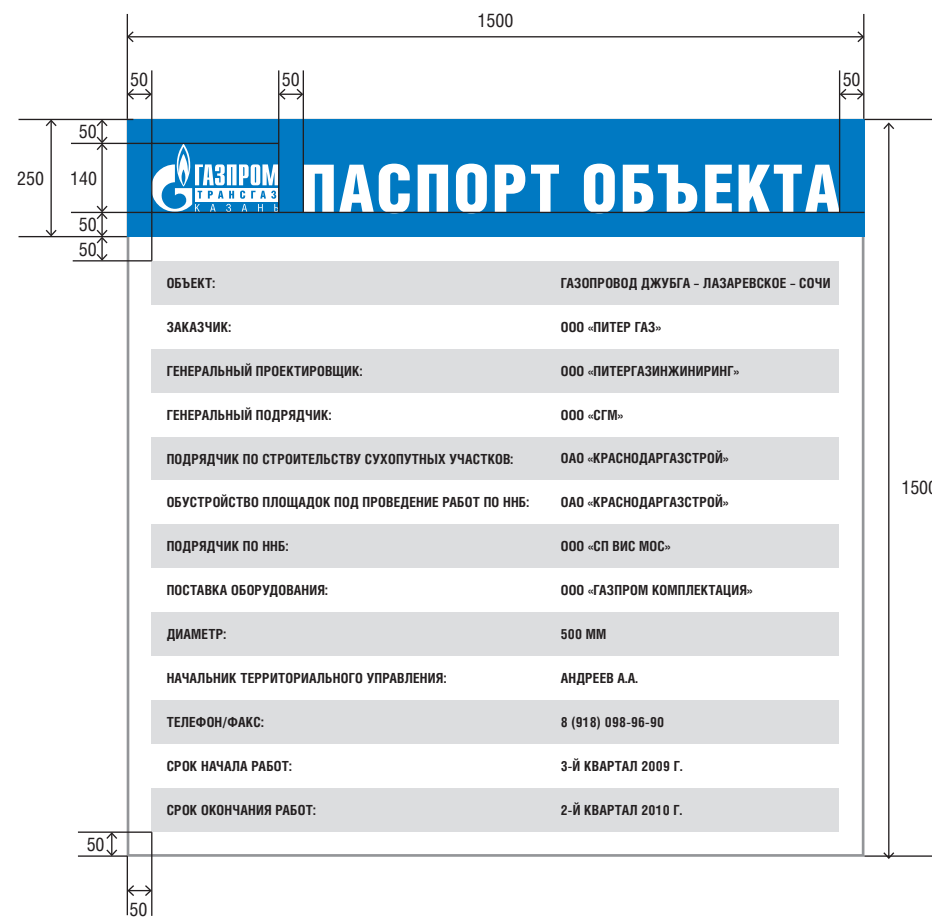 1500
50 50 50
50
250 140
50
50
ГАЗПРОМ
ТРАНСГАЗ
КАЗАНЬ
ПАСПОРТ ОБЪЕКТА
ОБЪЕКТ: ГАЗОПРОВОД ДЖУБГА – ЛАЗАРЕВСКОЕ – СОЧИ
ЗАКАЗЧИК: ООО «ПИТЕР ГАЗ»
ГЕНЕРАЛЬНЫЙ ПРОЕКТИРОВЩИК: ООО «ПИТЕРГАЗИНЖИНИРИНГ»
ГЕНЕРАЛЬНЫЙ ПОДРЯДЧИК: ООО «СГМ»
ПОДРЯДЧИК ПО СТРОИТЕЛЬСТВУ СУХОПУТНЫХ УЧАСТКОВ: ОАО «КРАСНОДАРГАЗСТРОЙ»
1500
ОБУСТРОЙСТВО ПЛОЩАДОК ПОД ПРОВЕДЕНИЕ РАБОТ ПО ННБ: ОАО «КРАСНОДАРГАЗСТРОЙ»
ПОДРЯДЧИК ПО ННБ: ООО «СП ВИС МОС»
ПОСТАВКА ОБОРУДОВАНИЯ: ООО «ГАЗПРОМ КОМПЛЕКТАЦИЯ»
ДИАМЕТР: 500 ММ
НАЧАЛЬНИК ТЕРРИТОРИАЛЬНОГО УПРАВЛЕНИЯ: АНДРЕЕВ А.А.
ТЕЛЕФОН/ФАКС: 8 (918) 098-96-90
СРОК НАЧАЛА РАБОТ: 3-Й КВАРТАЛ 2009 Г.
СРОК ОКОНЧАНИЯ РАБОТ: 2-Й КВАРТАЛ 2010 Г.
50
50